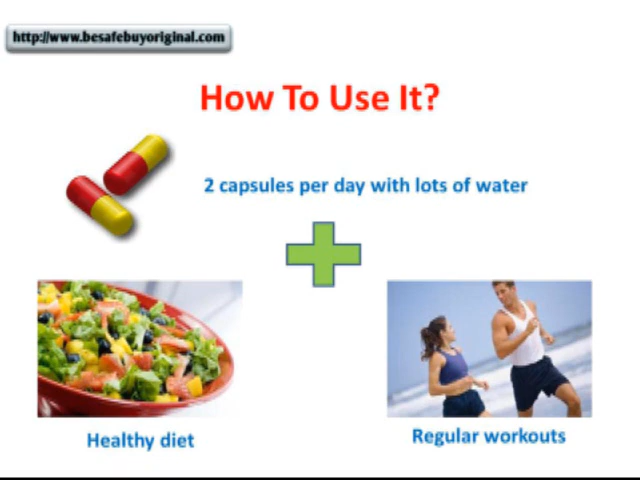 http://www.besafebuyoriginal.com
How To Use It?
2 capsules per day with lots of water
Healthy diet
Regular workouts